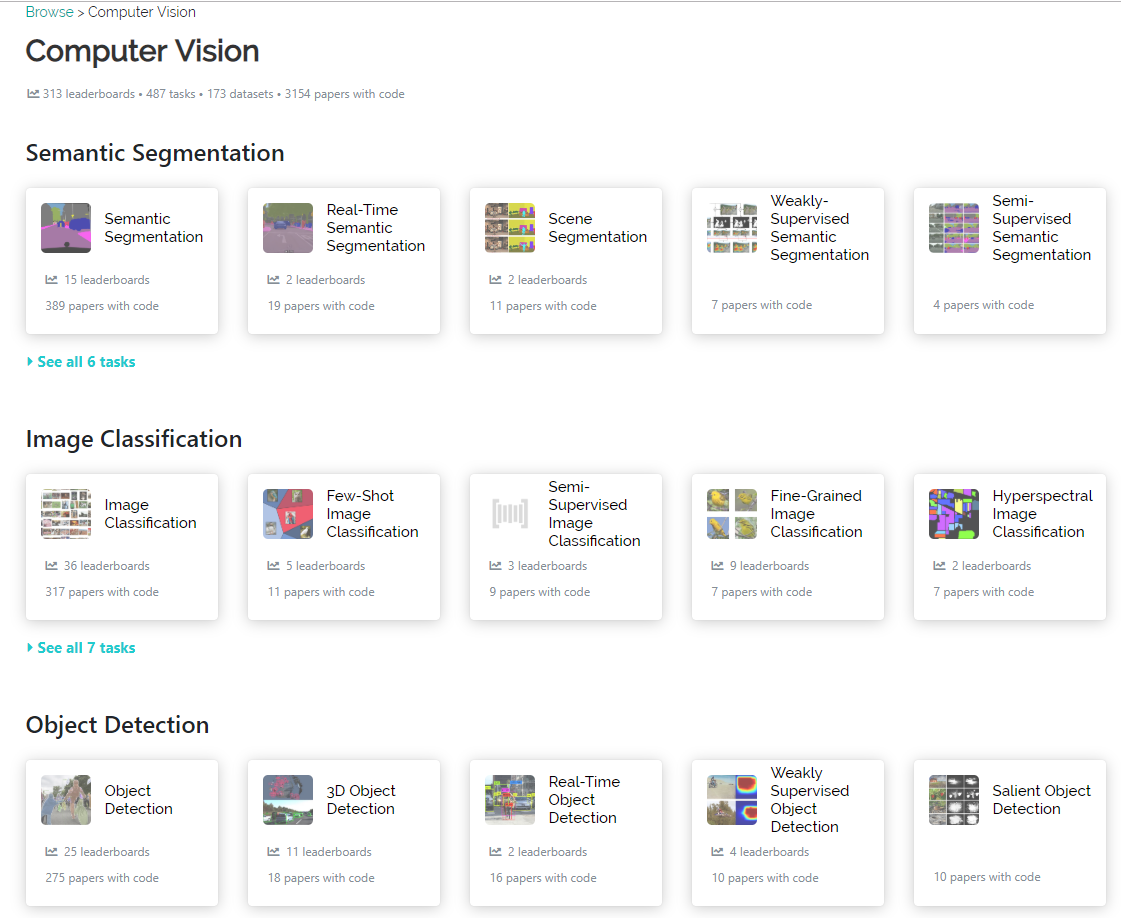 Browse > Computer Vision
Computer Vision
313 leaderboards • 487 tasks • 173 datasets • 3154 papers with code
Semantic Segmentation
Semantic
Segmentation
15 leaderboards
389 papers with code
Real-Time
Semantic
Segmentation
2 leaderboards
19 papers with code
Scene
Segmentation
2 leaderboards
11 papers with code
Weakly-
Supervised
Semantic
Segmentation
7 papers with code
Semi-
Supervised
Semantic
Segmentation
4 papers with code
See all 6 tasks
Image Classification
Image
Classification
36 leaderboards
317 papers with code
Few-Shot
Image
Classification
5 leaderboards
11 papers with code
Semi-
Supervised
Image
Classification
3 leaderboards
9 papers with code
Fine-Grained
Image
Classification
9 leaderboards
7 papers with code
Hyperspectral
Image
Classification
2 leaderboards
7 papers with code
See all 7 tasks
Object Detection
Object
Detection
25 leaderboards
275 papers with code
3D Object
Detection
11 leaderboards
18 papers with code
Real-Time
Object
Detection
2 leaderboards
16 papers with code
Weakly
Supervised
Object
Detection
4 leaderboards
10 papers with code
Salient Object
Detection
10 papers with code